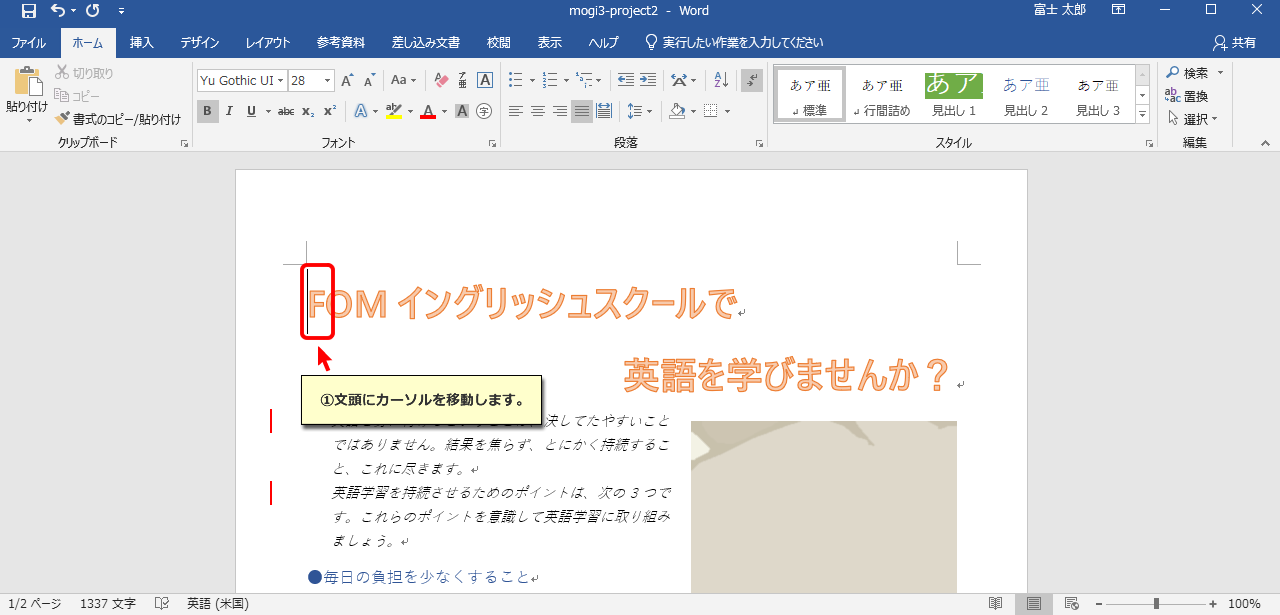 mogi3-project2 - Word
富士 太郎
ファイル ホーム 挿入 デザイン レイアウト 参考資料 差し込み文書 校閲 表示 ヘルプ 実行したい作業を入力してください 共有
貼り付け
切り取り
コピー
書式のコピー/貼り付け
クリップボード
Yu Gothic UI 28
フォント
段落
あア亜 あア亜 あア あア亜 あア亜
標準 行間詰め 見出し 1 見出し 2 見出し 3
スタイル
検索
置換
選択
編集
FOM イングリッシュスクールで
英語を学びませんか？
①文頭にカーソルを移動します。
決してたやすいこと
ではありません。結果を焦らず、とにかく持続するこ
と、これに尽きます。
英語学習を持続させるためのポイントは、次の 3 つで
す。これらのポイントを意識して英語学習に取り組み
ましょう。
●毎日の負担を少なくすること
1/2 ページ 1337 文字 英語 (米国) 100%